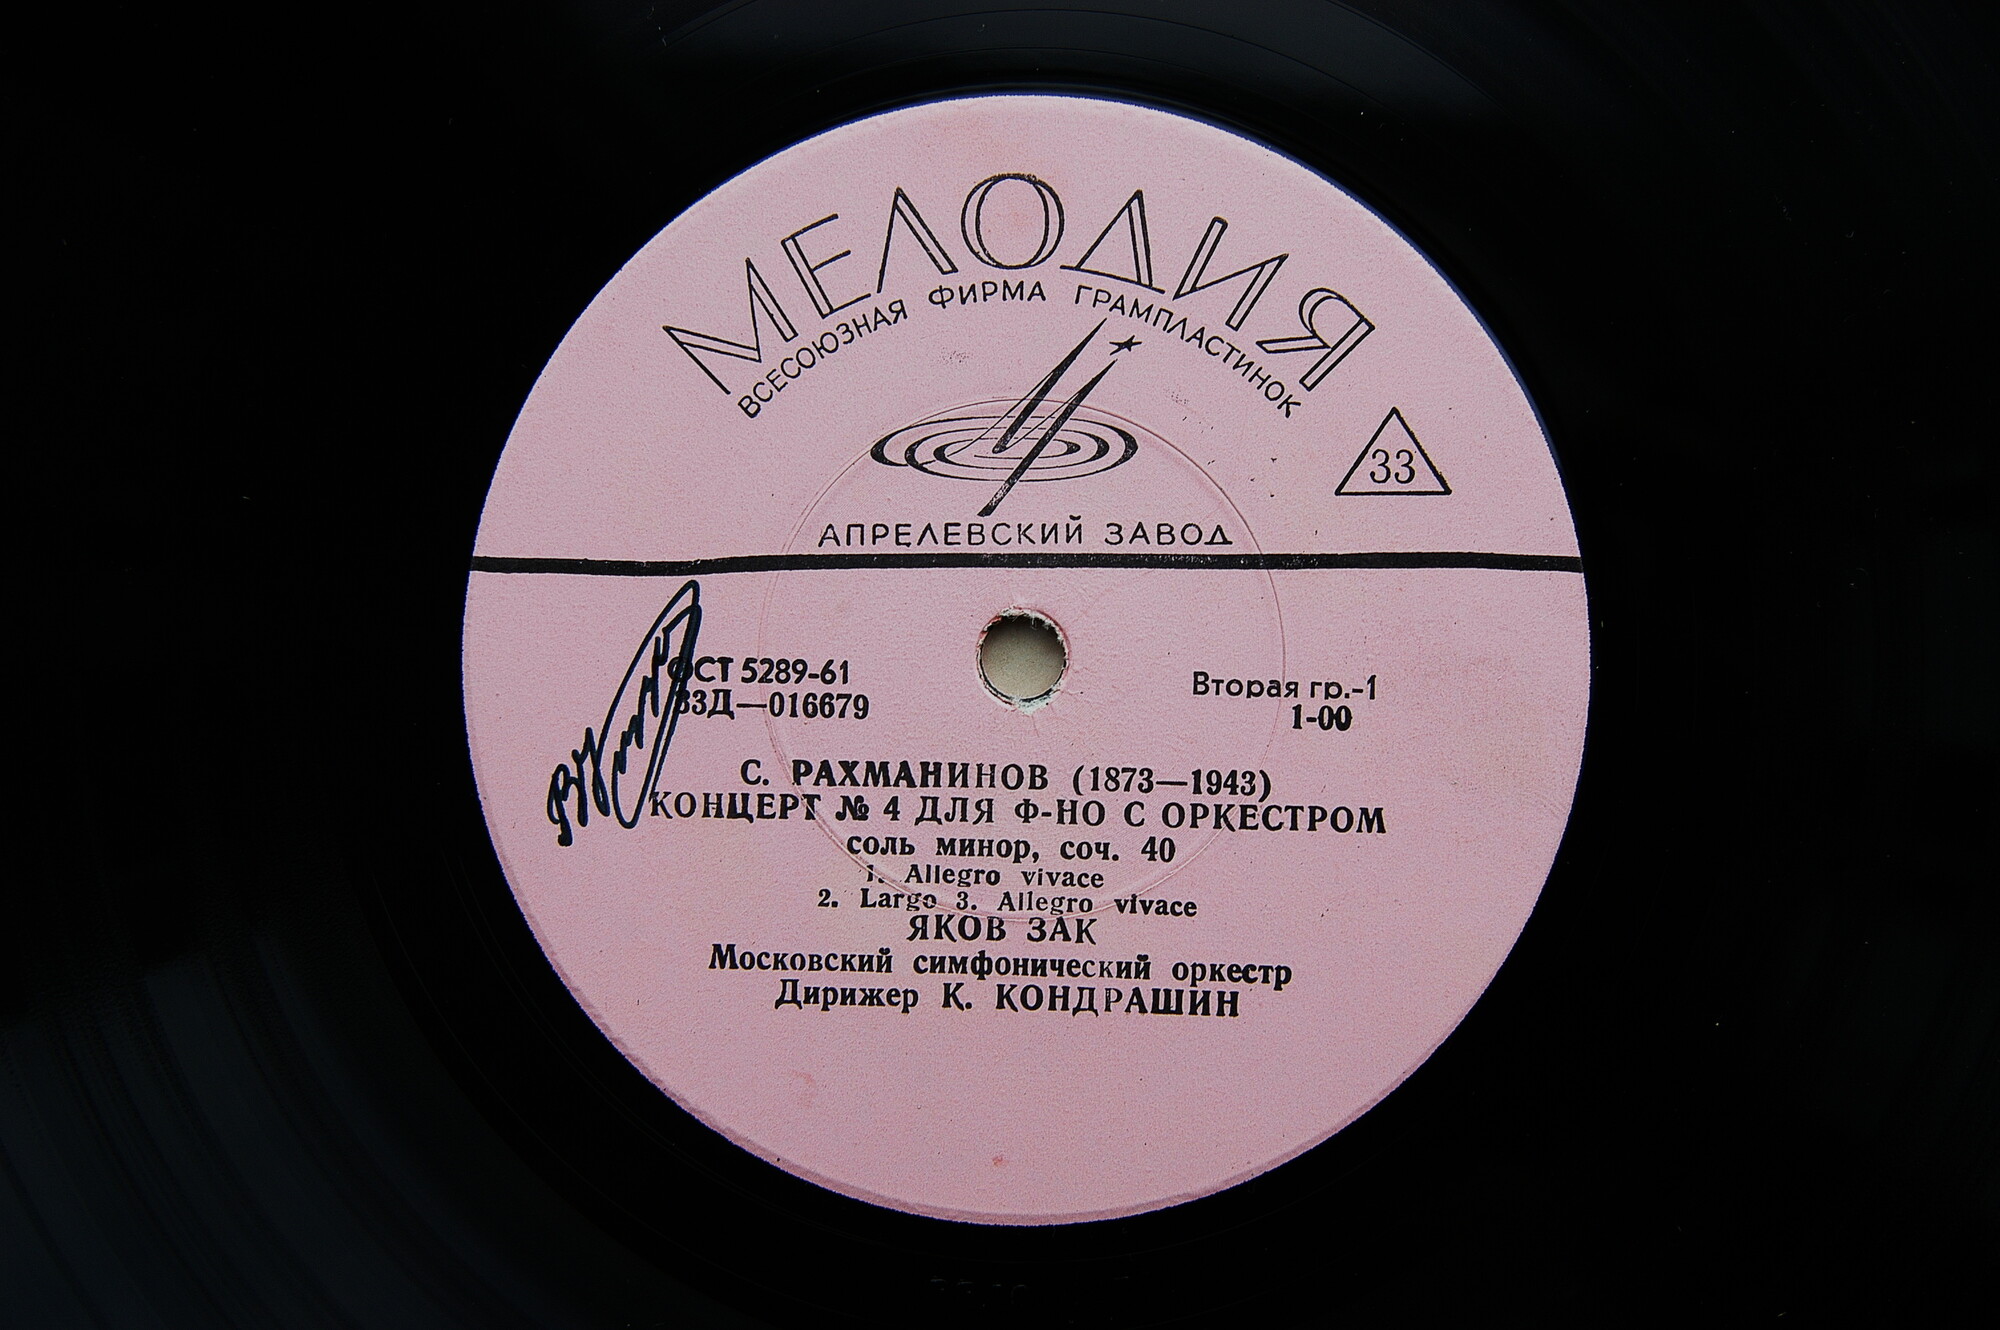 МЕЛОДИЯ
ВСЕСОЮЗНАЯ ФИРМА ГРАМПЛАСТИНОК
33
АПРЕЛЕВСКИЙ ЗАВОД
ГОСТ 5289-61
33Д—016679
Вторая гр.-1
1-00
С. РАХМАНИНОВ (1873—1943)
КОНЦЕРТ № 4 ДЛЯ Ф-НО С ОРКЕСТРОМ
соль минор, соч. 40
1. Allegro vivace
2. Largo 3. Allegro vivace
ЯКОВ ЗАК
Московский симфонический оркестр
Дирижер К. КОНДРАШИН